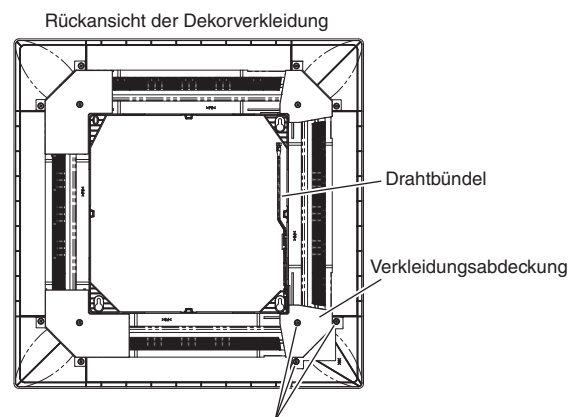 Rückansicht der Dekorverkleidung
Drahtbündel
Verkleidungsabdeckung